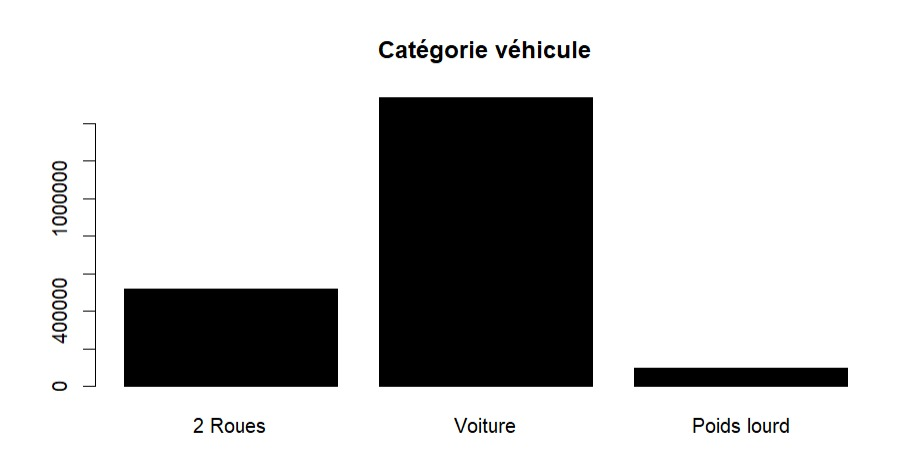 Catégorie véhicule
1000000
400000
0
2 Roues
Voiture
Poids lourd